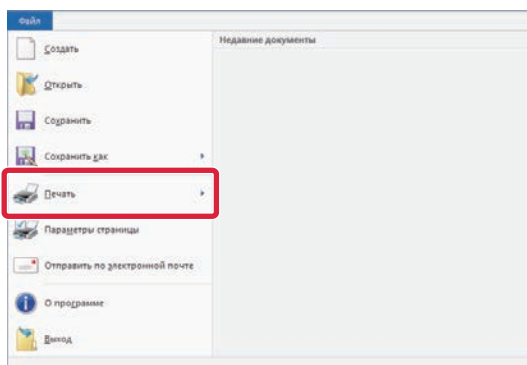 Файл
Недавние документы
Создать
Открыть
Сохранить
Сохранить как
Печать
Параметры страницы
Отправить по электронной почте
О программе
Выход